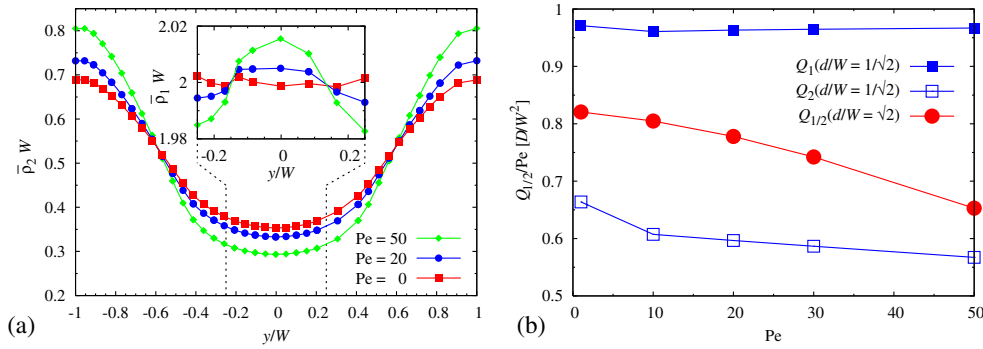 0.8
0.7
0.6
0.5
0.4
0.3
0.2
ρ̄₂ W
-1 -0.8 -0.6 -0.4 -0.2 0 0.2 0.4 0.6 0.8 1
y/W
2.02
2
1.98
ρ̄₁ W
-0.2 0 0.2
y/W
Pe = 50
Pe = 20
Pe = 0
(a)
1
0.9
0.8
0.7
0.6
0.5
Q₁/₂/Pe [D/W²]
0 10 20 30 40 50
Pe
Q₁(d/W = 1/√2)
Q₂(d/W = 1/√2)
Q₁/₂(d/W = √2)
(b)